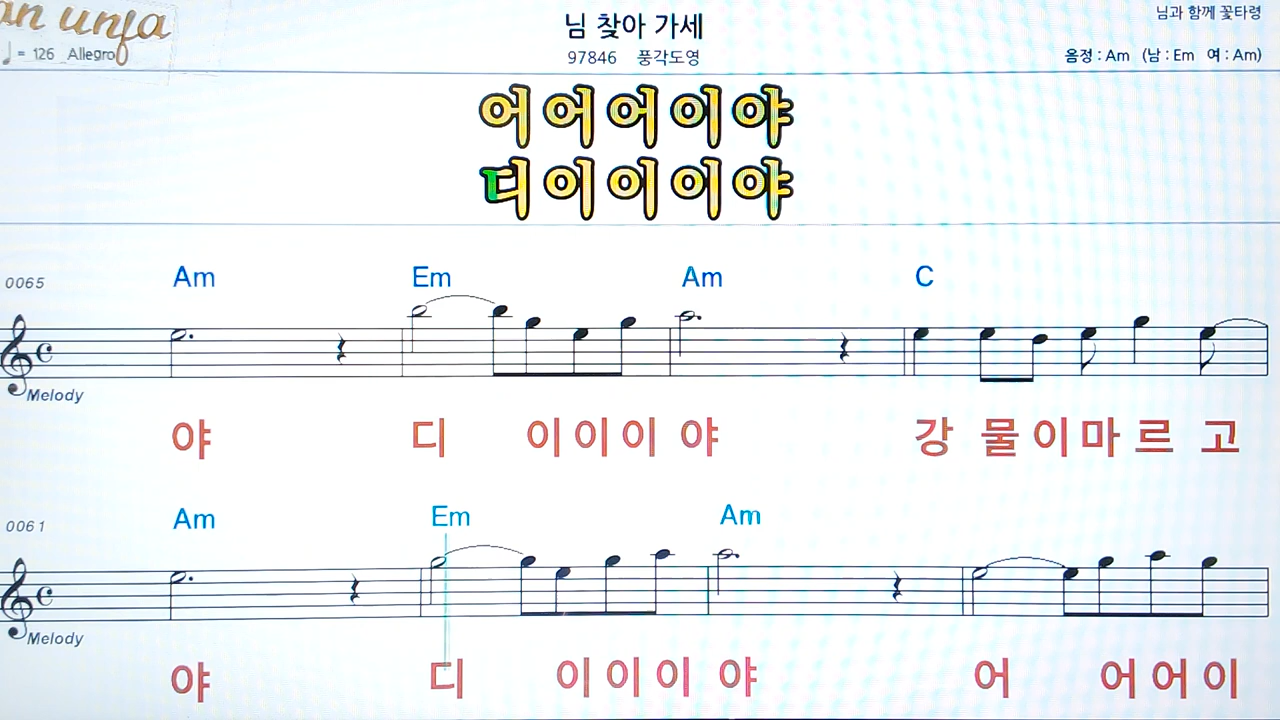 an unfa
님 찾아 가세
님과 함께 꽃타령
♩ = 126 Allegro
97846 풍각도영
음정 : Am (남 : Em 여 : Am)
어어어이야
디이이이야
0065 Am Em Am C
Melody
야 디 이이이 야 강 물이마 르 고
0061 Am Em Am
Melody
야 디 이이이 야 어 어어이